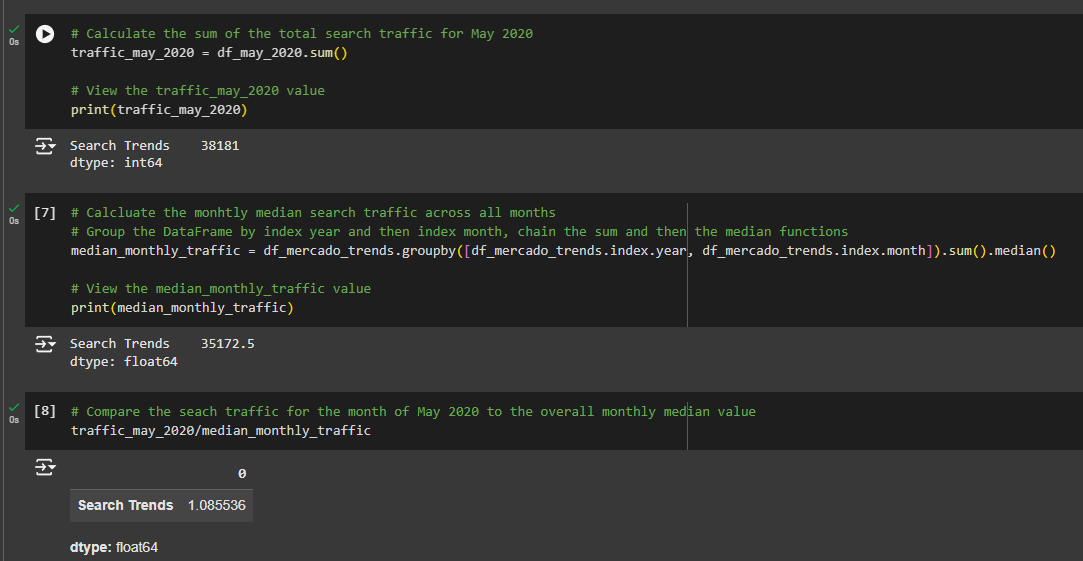 0s
# Calculate the sum of the total search traffic for May 2020
traffic_may_2020 = df_may_2020.sum()
# View the traffic_may_2020 value
print(traffic_may_2020)
Search Trends    38181
dtype: int64
0s
[7]
# Calcluate the monhtly median search traffic across all months
# Group the DataFrame by index year and then index month, chain the sum and then the median functions
median_monthly_traffic = df_mercado_trends.groupby([df_mercado_trends.index.year, df_mercado_trends.index.month]).sum().median()
# View the median_monthly_traffic value
print(median_monthly_traffic)
Search Trends    35172.5
dtype: float64
0s
[8]
# Compare the seach traffic for the month of May 2020 to the overall monthly median value
traffic_may_2020/median_monthly_traffic
0
Search Trends 1.085536
dtype: float64